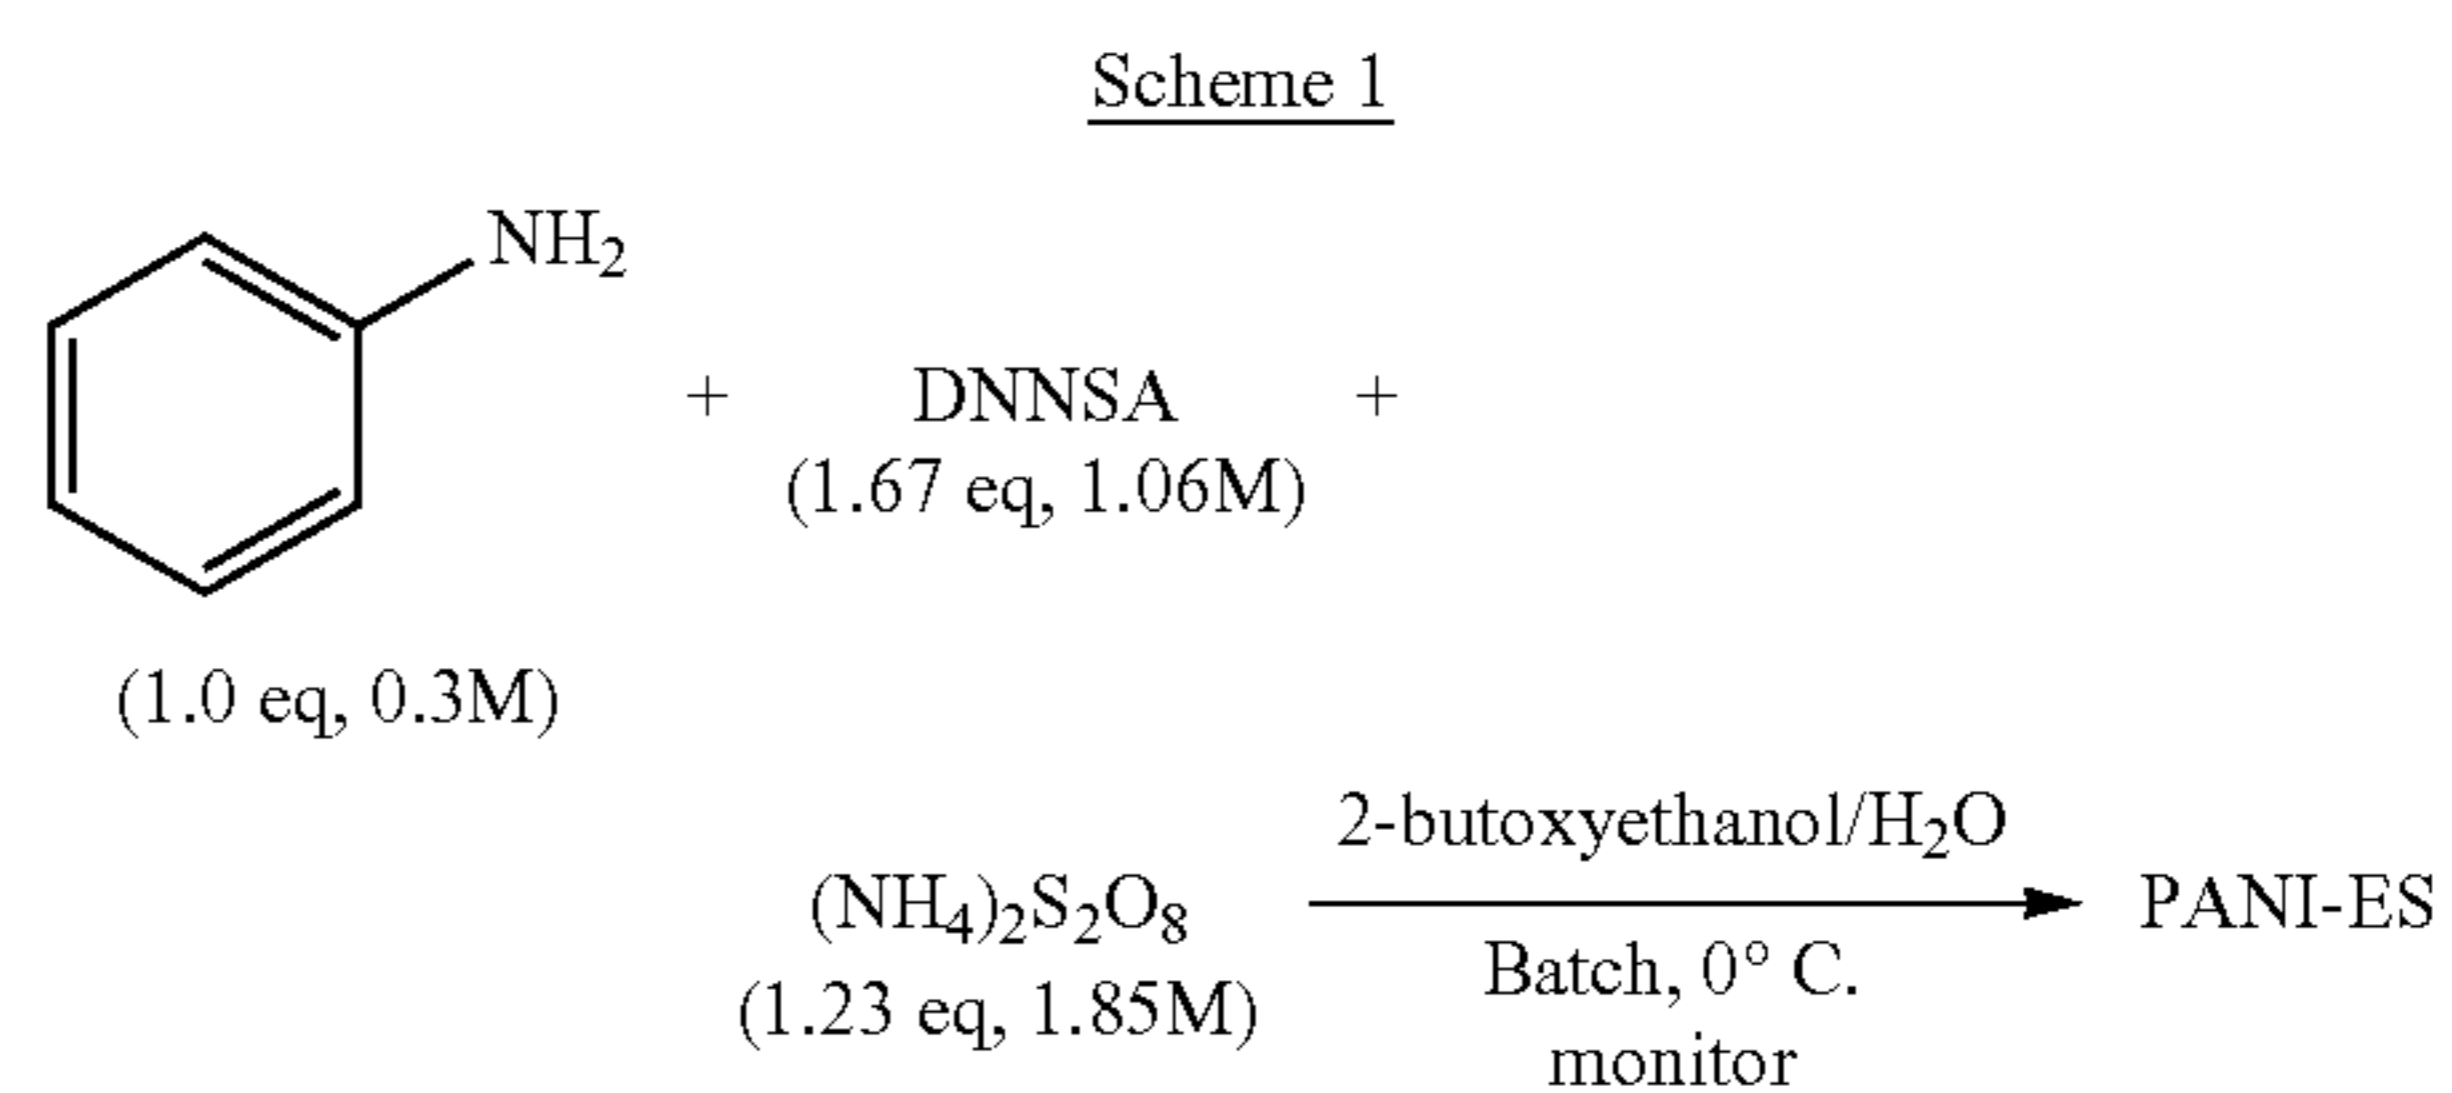 Scheme 1
NH2
+ DNNSA +
(1.67 eq, 1.06M)
(1.0 eq, 0.3M)
2-butoxyethanol/H2O
(NH4)2S2O8 PANI-ES
Batch, 0° C.
(1.23 eq, 1.85M)
monitor